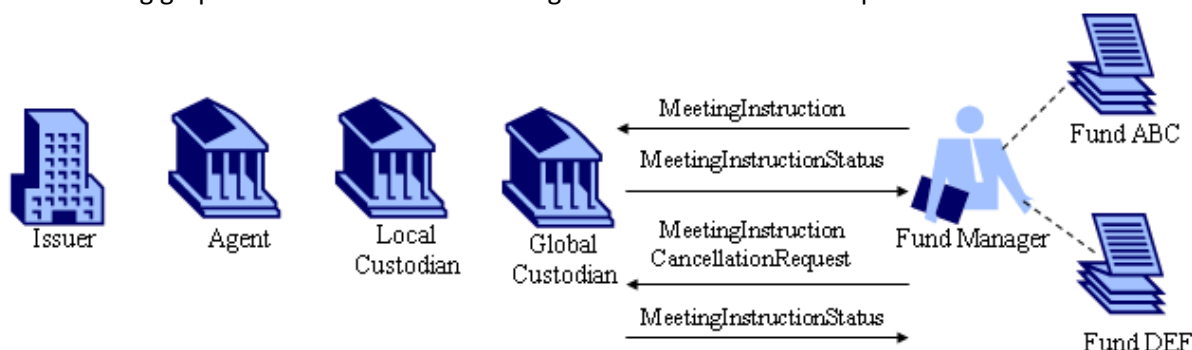 MeetingInstruction
MeetingInstructionStatus
MeetingInstruction
CancellationRequest
MeetingInstructionStatus
Issuer
Agent
Local
Custodian
Global
Custodian
Fund Manager
Fund ABC
Fund DEF